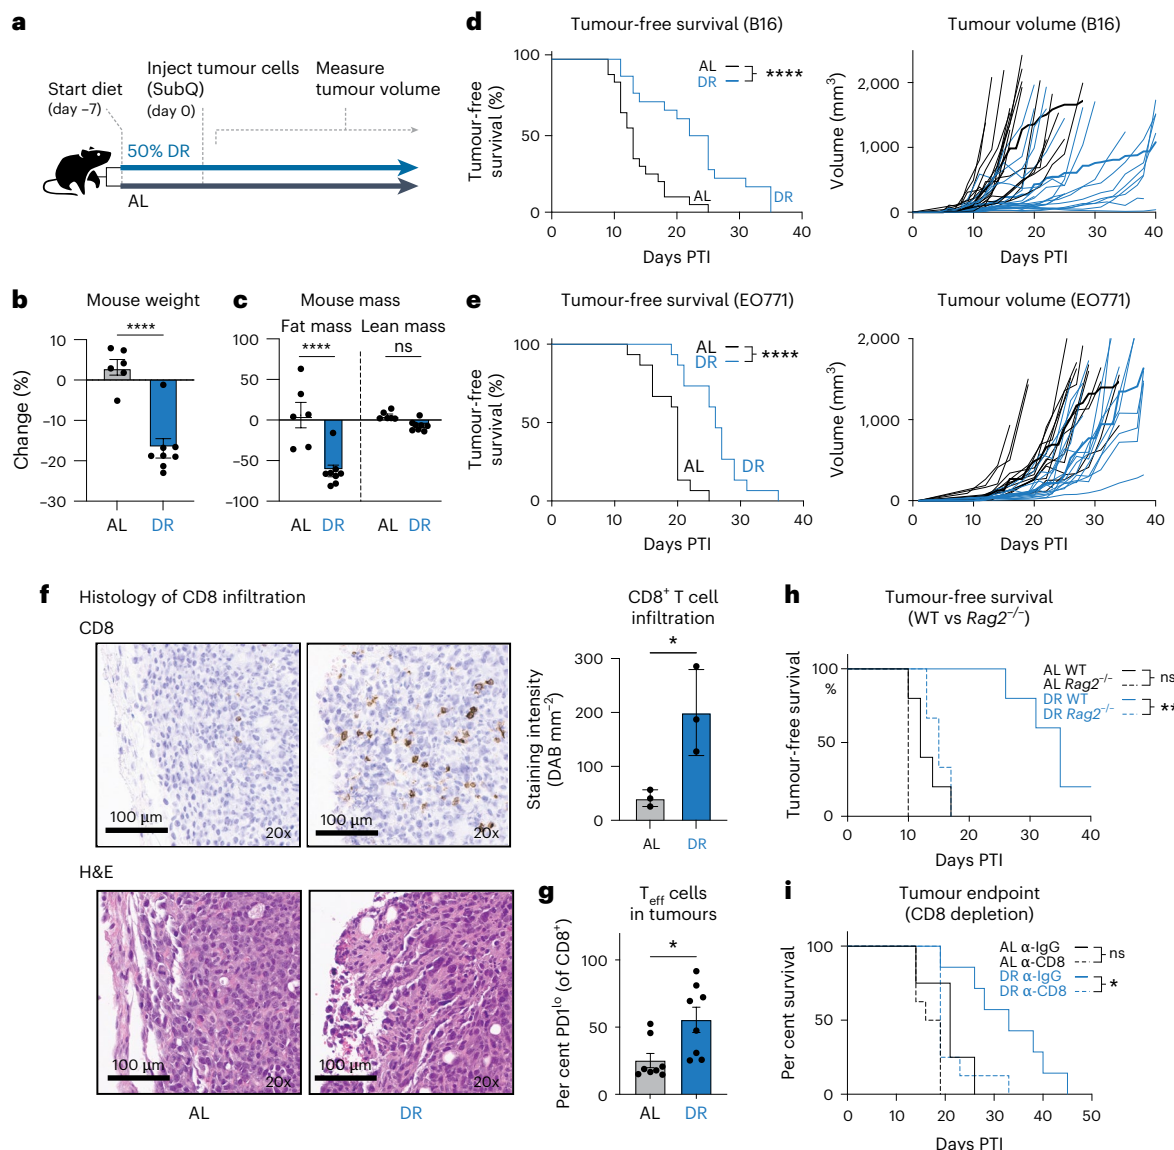 a
Start diet
(day –7)
Inject tumour cells
(SubQ)
(day 0)
Measure
tumour volume
50% DR
AL
b
Mouse weight
****
Change (%)
10
0
–10
–20
–30
AL
DR
c
Mouse mass
Fat mass
Lean mass
****
ns
100
50
0
–50
–100
AL
DR
AL
DR
d
Tumour-free survival (B16)
Tumour-free
survival (%)
100
50
0
AL
DR
****
AL
DR
0
10
20
30
40
Days PTI
Tumour volume (B16)
Volume (mm³)
2,000
1,000
0
0
10
20
30
40
Days PTI
e
Tumour-free survival (EO771)
Tumour-free
survival (%)
100
50
0
AL
DR
****
AL
DR
0
10
20
30
40
Days PTI
Tumour volume (EO771)
Volume (mm³)
2,000
1,000
0
0
10
20
30
40
Days PTI
f
Histology of CD8 infiltration
CD8
100 µm
20x
100 µm
20x
H&E
100 µm
20x
100 µm
20x
AL
DR
CD8⁺ T cell
infiltration
*
Staining intensity
(DAB mm⁻²)
300
200
100
0
AL
DR
g
T_eff cells
in tumours
*
Per cent PD1ˡᵒ (of CD8⁺)
100
50
0
AL
DR
h
Tumour-free survival
(WT vs Rag2⁻/⁻)
Tumour-free survival
100
%
50
0
AL WT
AL Rag2⁻/⁻
ns
DR WT
DR Rag2⁻/⁻
**
0
10
20
30
40
Days PTI
i
Tumour endpoint
(CD8 depletion)
Per cent survival
100
50
0
AL α-IgG
AL α-CD8
ns
DR α-IgG
DR α-CD8
*
0
10
20
30
40
50
Days PTI